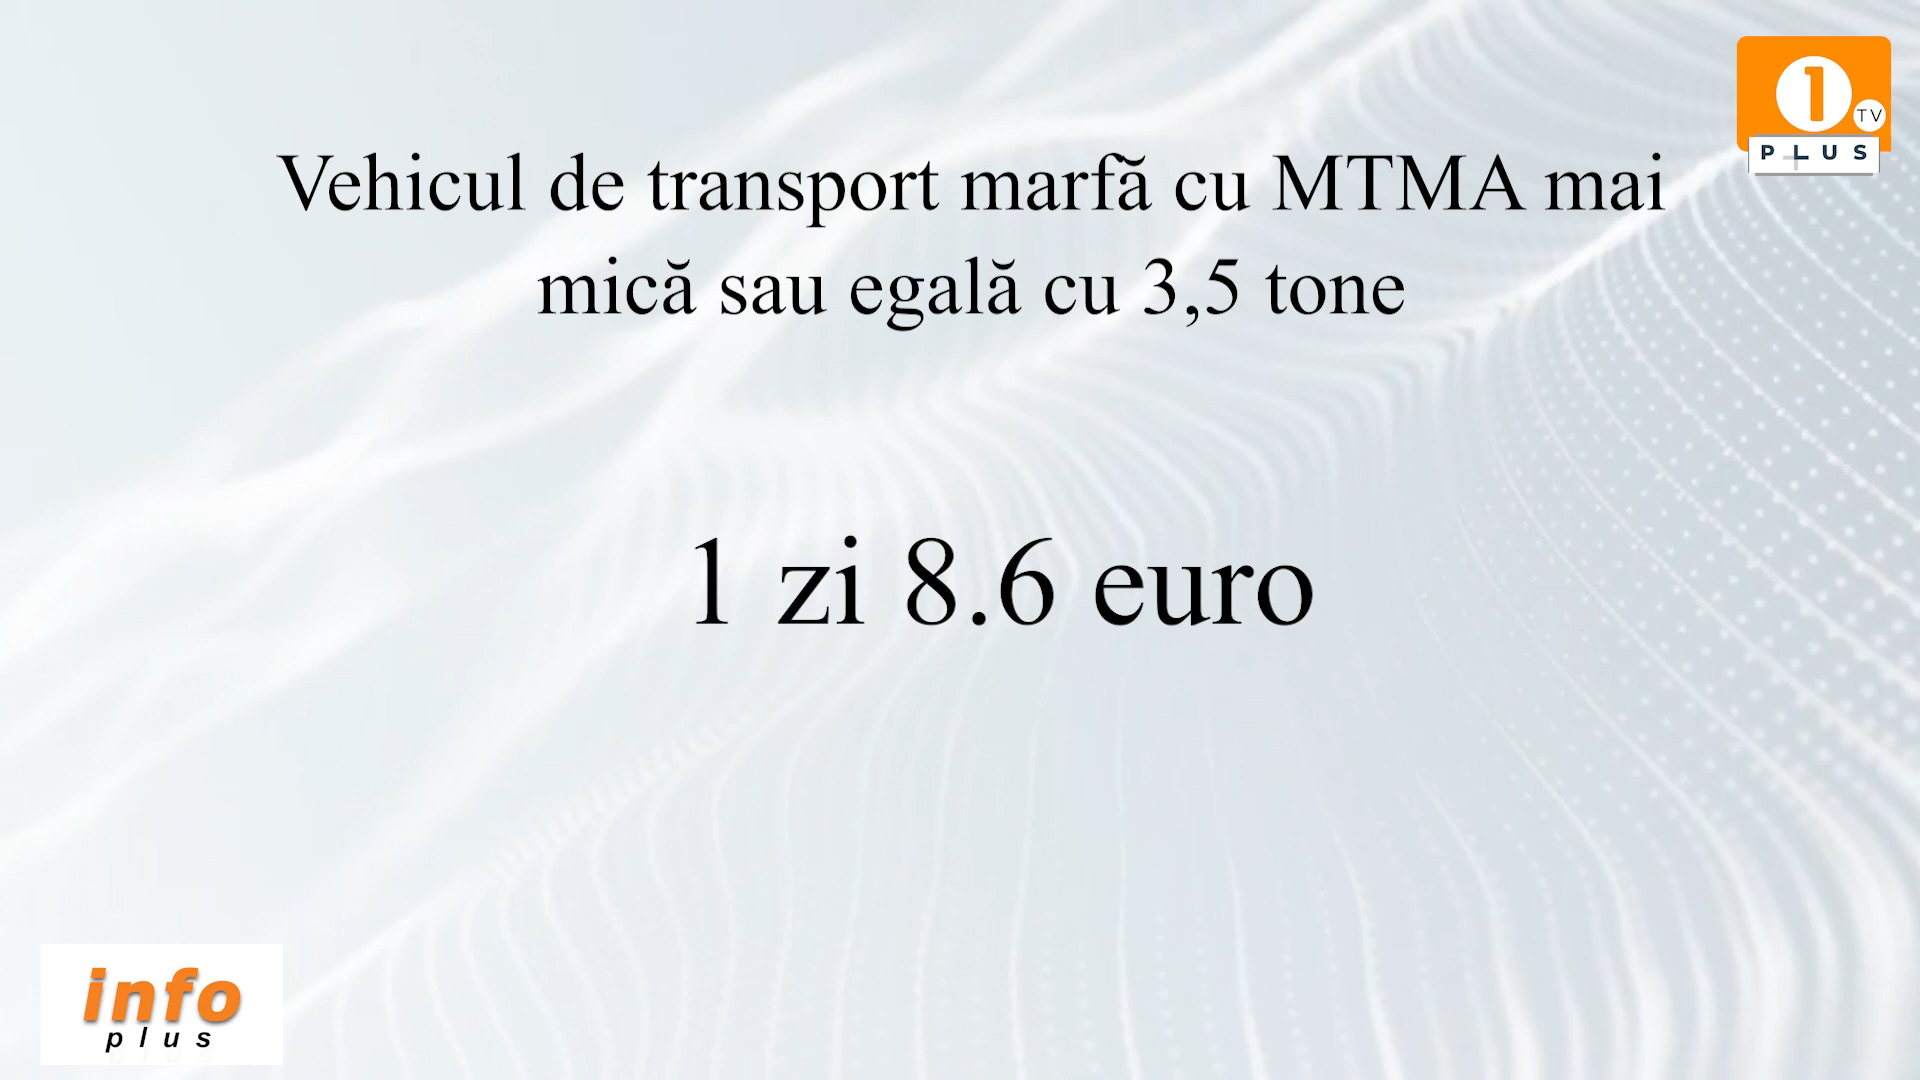 1
TV
PLUS
Vehicul de transport marfă cu MTMA mai
mică sau egală cu 3,5 tone
1 zi 8.6 euro
info
plus